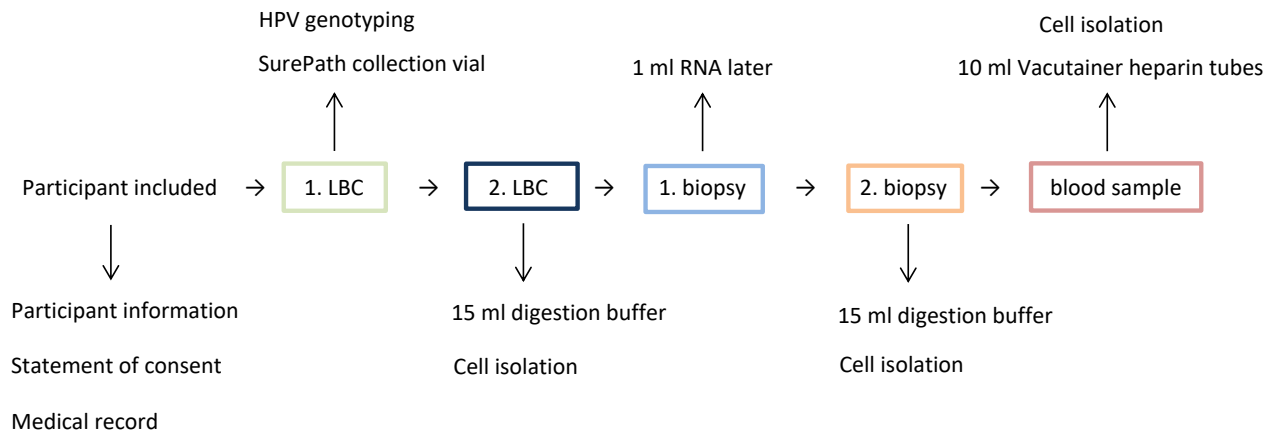 HPV genotyping
SurePath collection vial
1 ml RNA later
Cell isolation
10 ml Vacutainer heparin tubes
Participant included → 1. LBC → 2. LBC → 1. biopsy → 2. biopsy → blood sample
Participant information
Statement of consent
Medical record
15 ml digestion buffer
Cell isolation
15 ml digestion buffer
Cell isolation